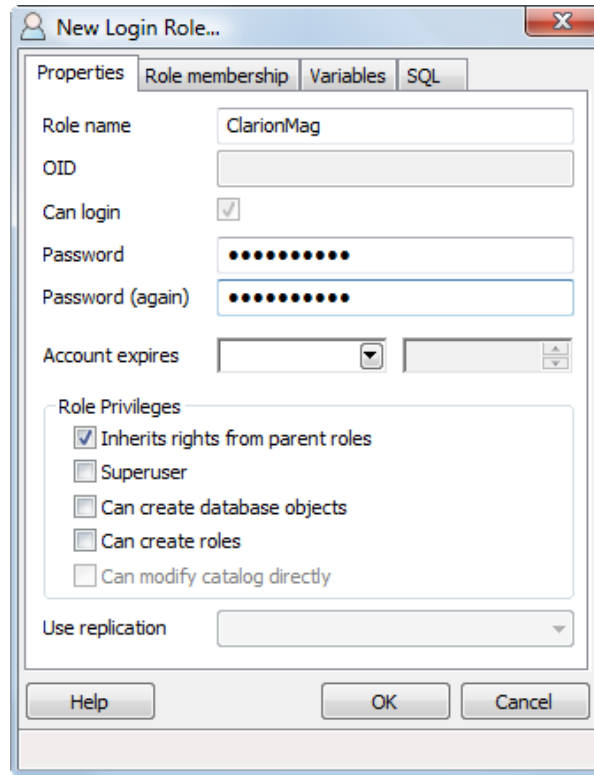 New Login Role...
Properties Role membership Variables SQL
Role name ClarionMag
OID
Can login
Password ••••••••••
Password (again) ••••••••••
Account expires
Role Privileges
Inherits rights from parent roles
Superuser
Can create database objects
Can create roles
Can modify catalog directly
Use replication
Help OK Cancel